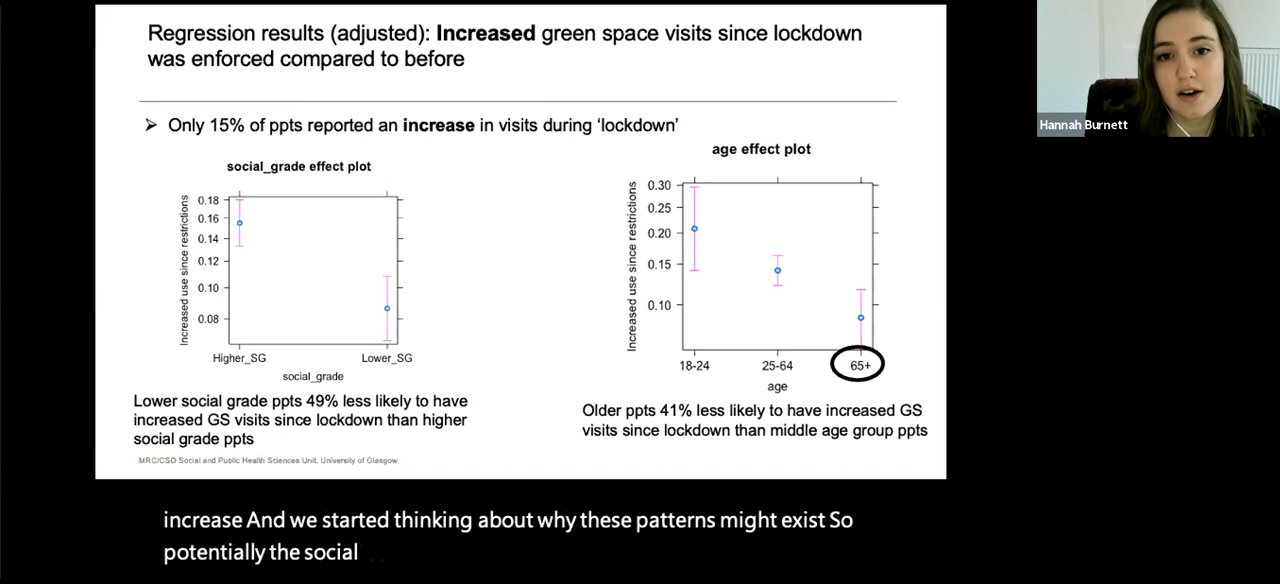 Regression results (adjusted): Increased green space visits since lockdown
was enforced compared to before
➢ Only 15% of ppts reported an increase in visits during ‘lockdown’
social_grade effect plot
Increased use since restrictions
0.18
0.16
0.14
0.12
0.10
0.08
Higher_SG
Lower_SG
social_grade
Lower social grade ppts 49% less likely to have
increased GS visits since lockdown than higher
social grade ppts
age effect plot
Increased use since restrictions
0.30
0.25
0.20
0.15
0.10
18-24
25-64
65+
age
Older ppts 41% less likely to have increased GS
visits since lockdown than middle age group ppts
MRC/CSO Social and Public Health Sciences Unit, University of Glasgow
Hannah Burnett
increase And we started thinking about why these patterns might exist So
potentially the social